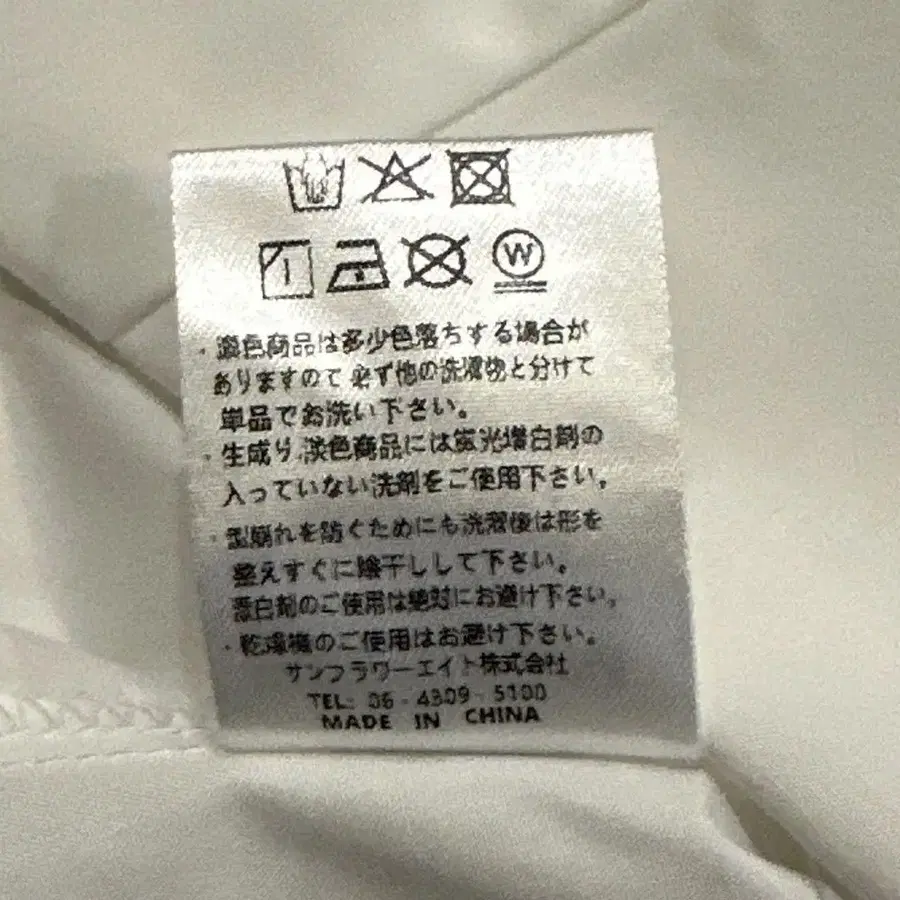 W
・濃色商品は多少色落ちする場合が
ありますので必ず他の洗濯物と分けて
単品でお洗い下さい。
・生成り,淡色商品には蛍光増白剤の
入っていない洗剤をご使用下さい。
・型崩れを防ぐためにも洗濯後は形を
整えすぐに陰干しして下さい。
漂白剤のご使用は絶対にお避け下さい。
・乾燥機のご使用はお避け下さい。
サンフラワーエイト株式会社
TEL: 06-4309-5100
MADE IN CHINA